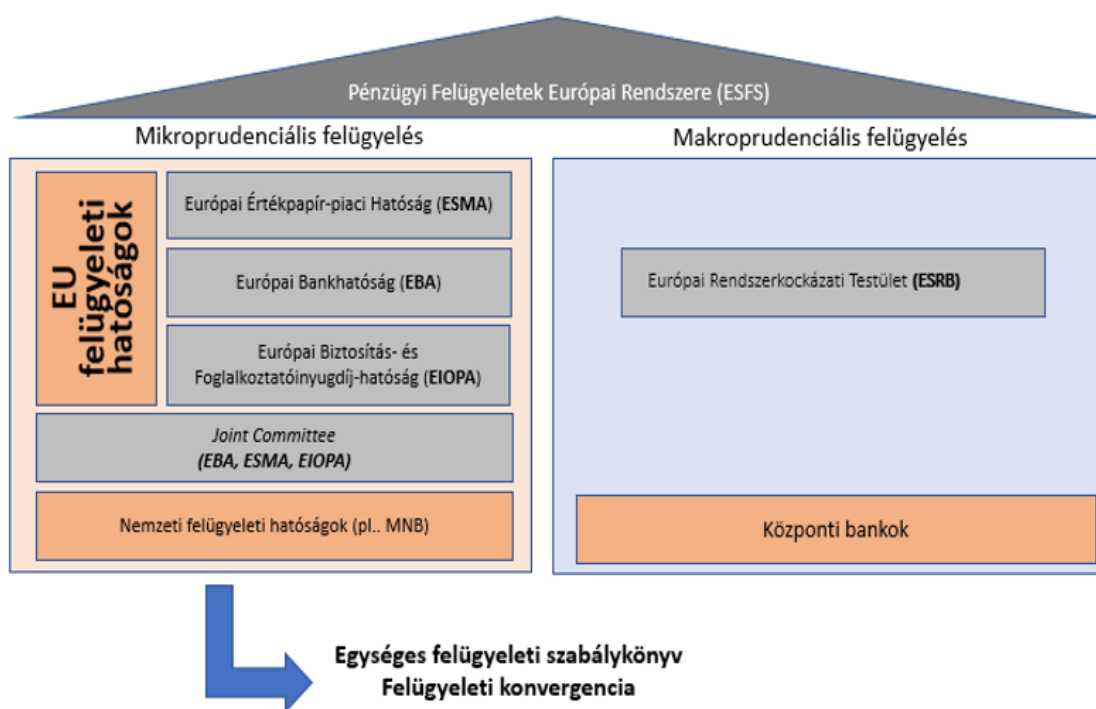 Pénzügyi Felügyeletek Európai Rendszere (ESFS)
Mikroprudenciális felügyelés
EU
felügyeleti
hatóságok
Európai Értékpapír-piaci Hatóság (ESMA)
Európai Bankhatóság (EBA)
Európai Biztosítás- és
Foglalkoztatóinyugdíj-hatóság (EIOPA)
Joint Committee
(EBA, ESMA, EIOPA)
Nemzeti felügyeleti hatóságok (pl.. MNB)
Makroprudenciális felügyelés
Európai Rendszerkockázati Testület (ESRB)
Központi bankok
Egységes felügyeleti szabálykönyv
Felügyeleti konvergencia